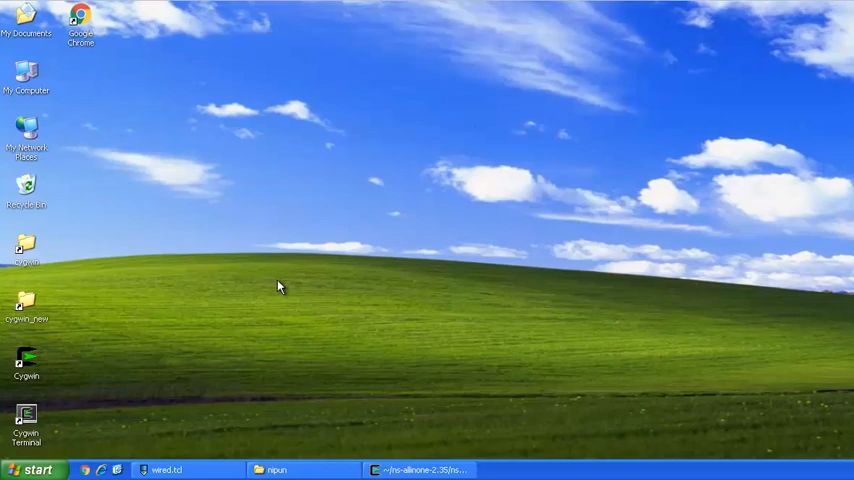 My Documents
Google
Chrome
My Computer
My Network
Places
Recycle Bin
cygwin
cygwin_new
Cygwin
Cygwin
Terminal
start
wired.tcl
nipun
~/ns-allinone-2.35/ns...